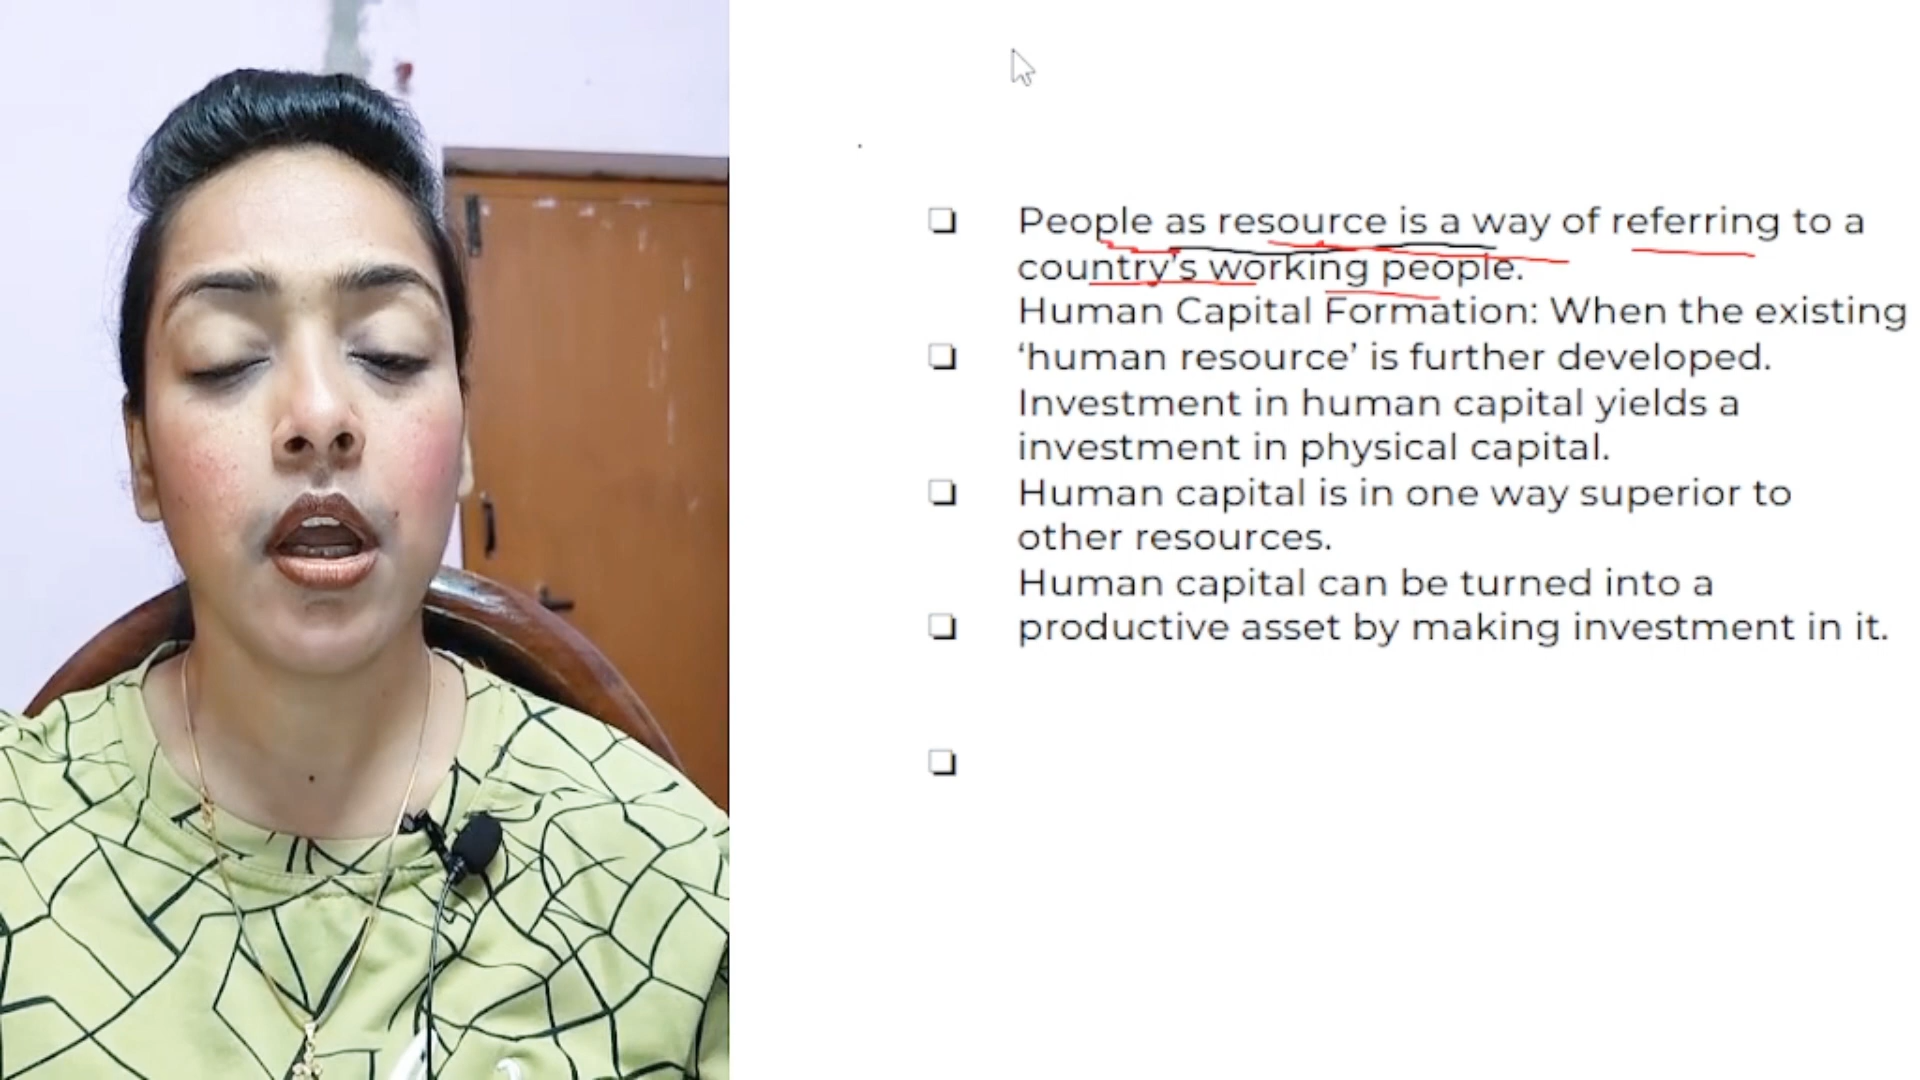 People as resource is a way of referring to a
country's working people.
Human Capital Formation: When the existing
‘human resource’ is further developed.
Investment in human capital yields a
investment in physical capital.
Human capital is in one way superior to
other resources.
Human capital can be turned into a
productive asset by making investment in it.